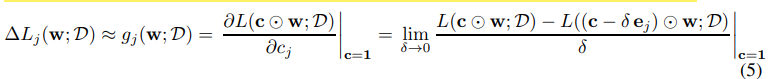 ΔL_j(w; D) ≈ g_j(w; D) = ∂L(c ⊙ w; D) / ∂c_j |_{c=1} = lim_{δ→0} (L(c ⊙ w; D) − L((c − δ e_j) ⊙ w; D)) / δ |_{c=1}
(5)